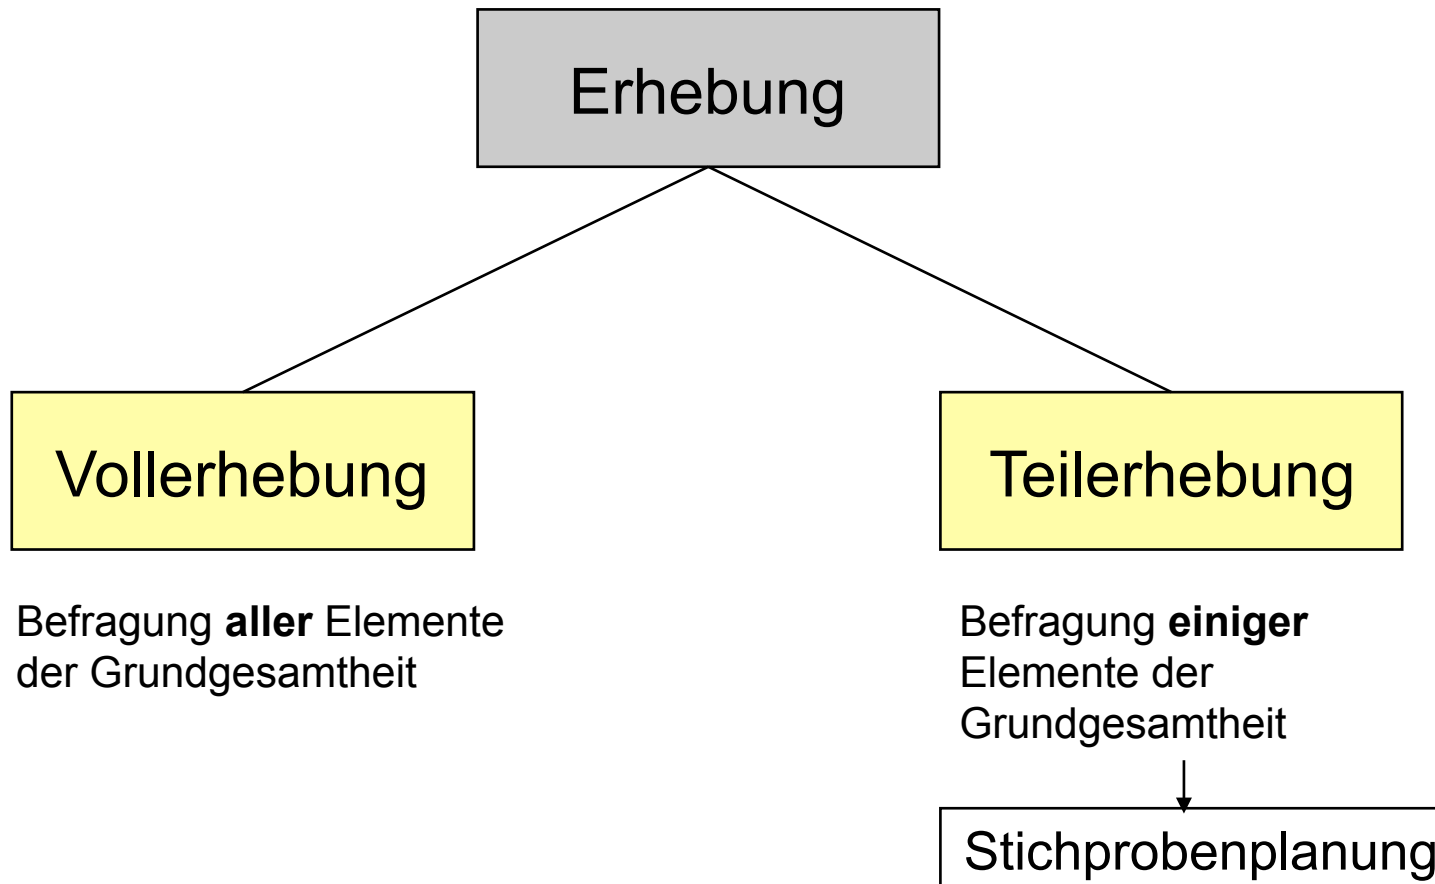 Erhebung
Vollerhebung
Teilerhebung
Befragung aller Elemente
der Grundgesamtheit
Befragung einiger
Elemente der
Grundgesamtheit
Stichprobenplanung